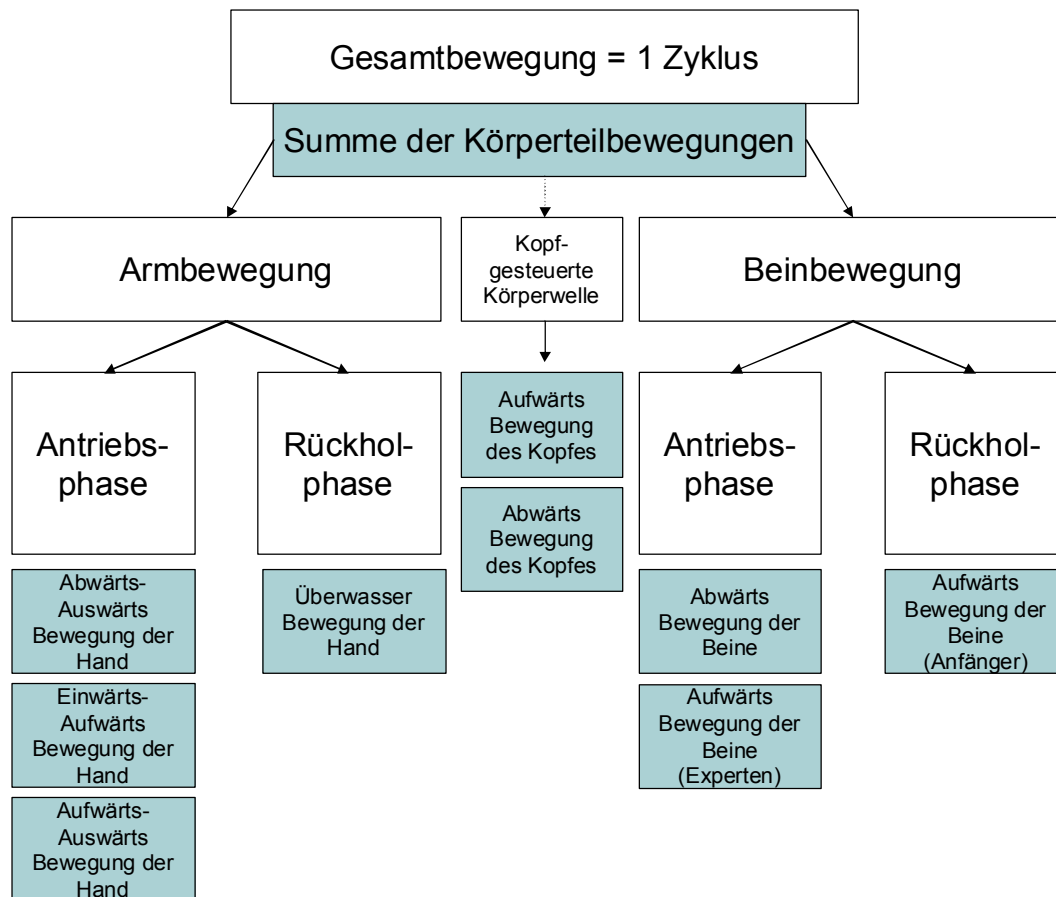 Gesamtbewegung = 1 Zyklus
Summe der Körperteilbewegungen
Armbewegung
Kopf-
gesteuerte
Körperwelle
Beinbewegung
Antriebs-
phase
Rückhol-
phase
Aufwärts
Bewegung
des Kopfes
Abwärts
Bewegung
des Kopfes
Antriebs-
phase
Rückhol-
phase
Abwärts-
Auswärts
Bewegung der
Hand
Einwärts-
Aufwärts
Bewegung der
Hand
Aufwärts-
Auswärts
Bewegung der
Hand
Überwasser
Bewegung der
Hand
Abwärts
Bewegung der
Beine
Aufwärts
Bewegung der
Beine
(Experten)
Aufwärts
Bewegung der
Beine
(Anfänger)